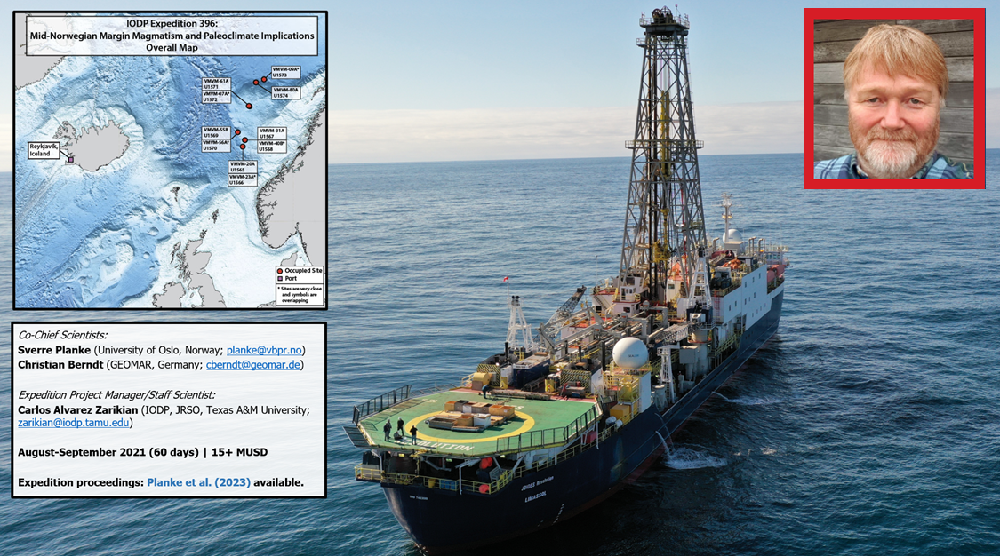 IODP Expedition 396:
Mid-Norwegian Margin Magmatism and Paleoclimate Implications
Overall Map
VMVM-09A*
U1573
VMVM-61A
U1571
VMVM-07A*
U1572
VMVM-80A
U1574
VMVM-55B
U1569
VMVM-56A*
U1570
VMVM-31A
U1567
VMVM-40B*
U1568
VMVM-20A
U1565
VMVM-23A*
U1566
Reykjavík,
Iceland
Occupied Site
Port
* Sites are very close
and symbols are
overlapping
Co-Chief Scientists:
Sverre Planke (University of Oslo, Norway; planke@vbpr.no)
Christian Berndt (GEOMAR, Germany; cberndt@geomar.de)
Expedition Project Manager/Staff Scientist:
Carlos Alvarez Zarikian (IODP, JRSO, Texas A&M University;
zarikian@iodp.tamu.edu)
August-September 2021 (60 days) | 15+ MUSD
Expedition proceedings: Planke et al. (2023) available.
OLUTION
JOIDES Resolution
LIMASSOL